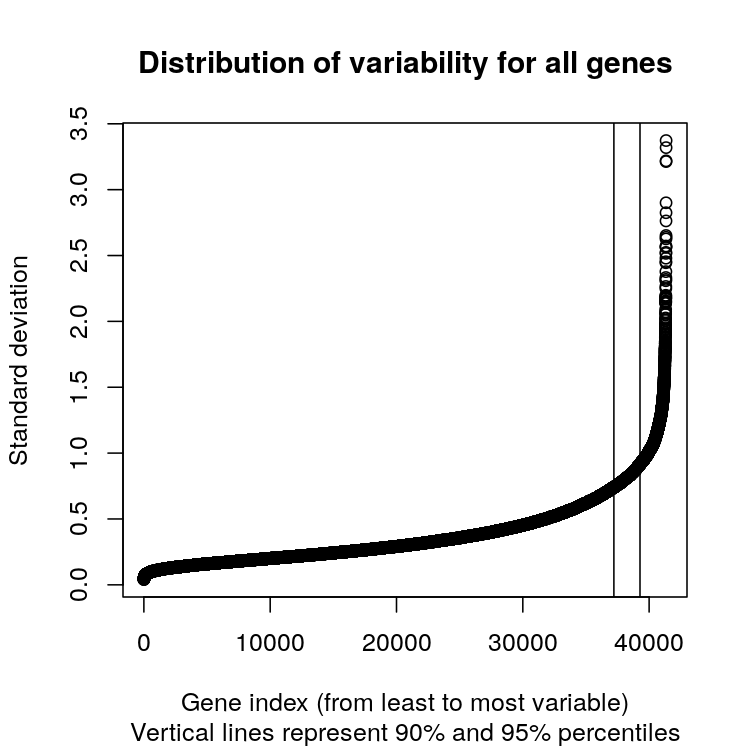 Distribution of variability for all genes
3.5
3.0
2.5
2.0
1.5
1.0
0.5
0.0
Standard deviation
0 10000 20000 30000 40000
Gene index (from least to most variable)
Vertical lines represent 90% and 95% percentiles